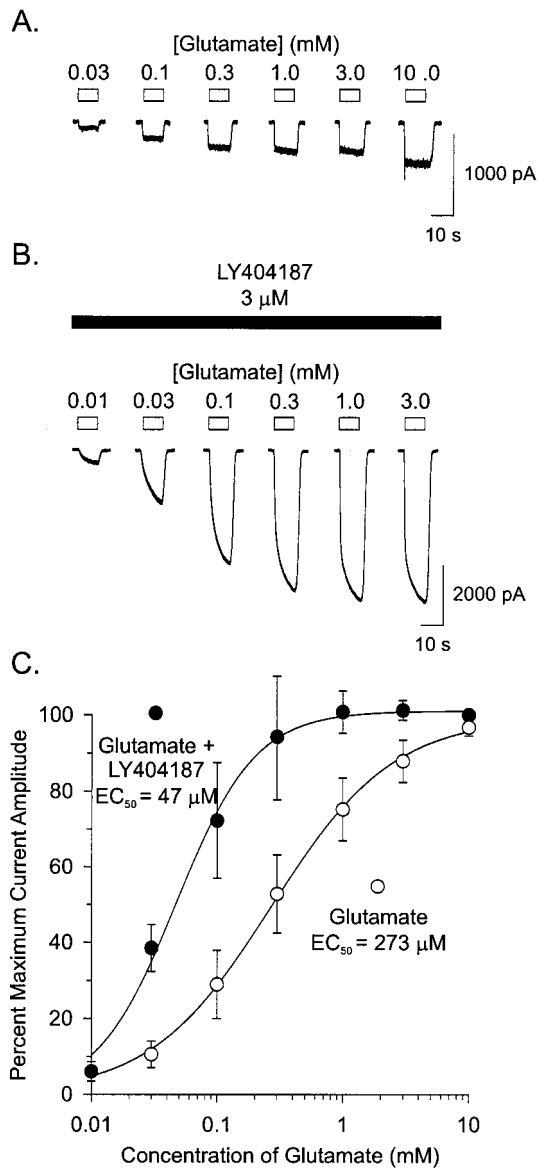 A.
[Glutamate] (mM)
0.03 0.1 0.3 1.0 3.0 10 .0
1000 pA
10 s
B.
LY404187
3 μM
[Glutamate] (mM)
0.01 0.03 0.1 0.3 1.0 3.0
2000 pA
10 s
C.
Percent Maximum Current Amplitude
100
80
60
40
20
0
Glutamate +
LY404187
EC50 = 47 μM
Glutamate
EC50 = 273 μM
0.01 0.1 1 10
Concentration of Glutamate (mM)